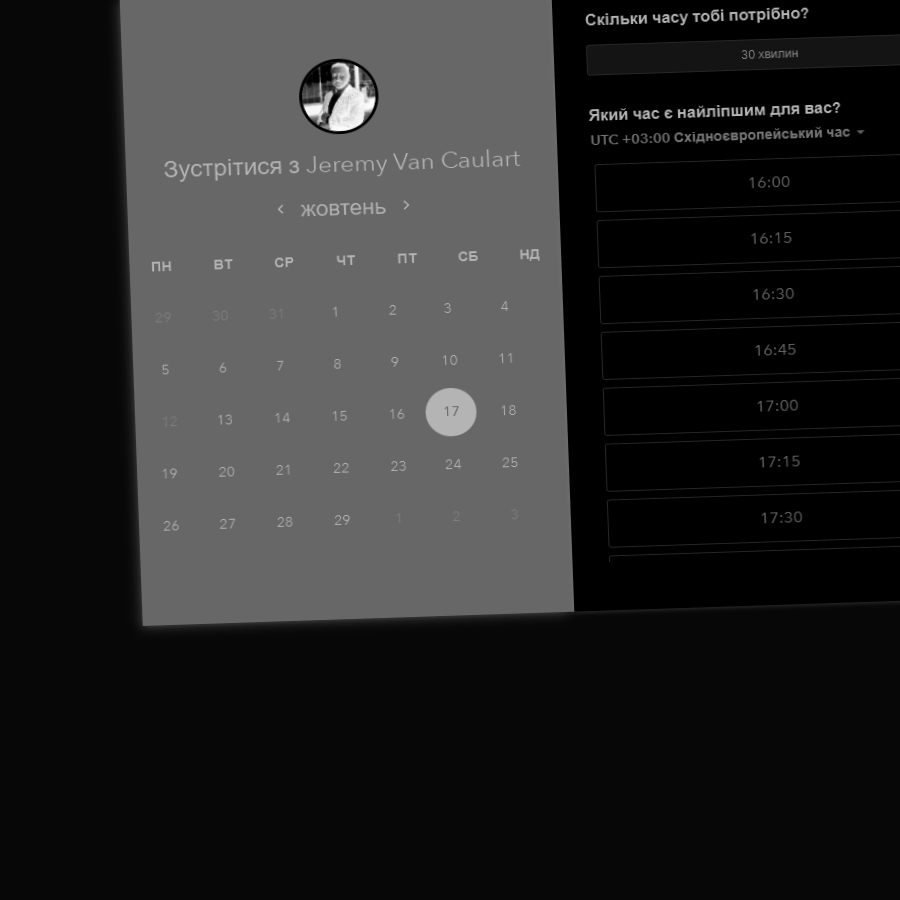 Зустрітися з Jeremy Van Caulart
жовтень
ПН ВТ СР ЧТ ПТ СБ НД
29 30 31 1 2 3 4
5 6 7 8 9 10 11
12 13 14 15 16 17 18
19 20 21 22 23 24 25
26 27 28 29 1 2 3
Скільки часу тобі потрібно?
30 хвилин
Який час є найліпшим для вас?
UTC +03:00 Східноєвропейський час
16:00
16:15
16:30
16:45
17:00
17:15
17:30